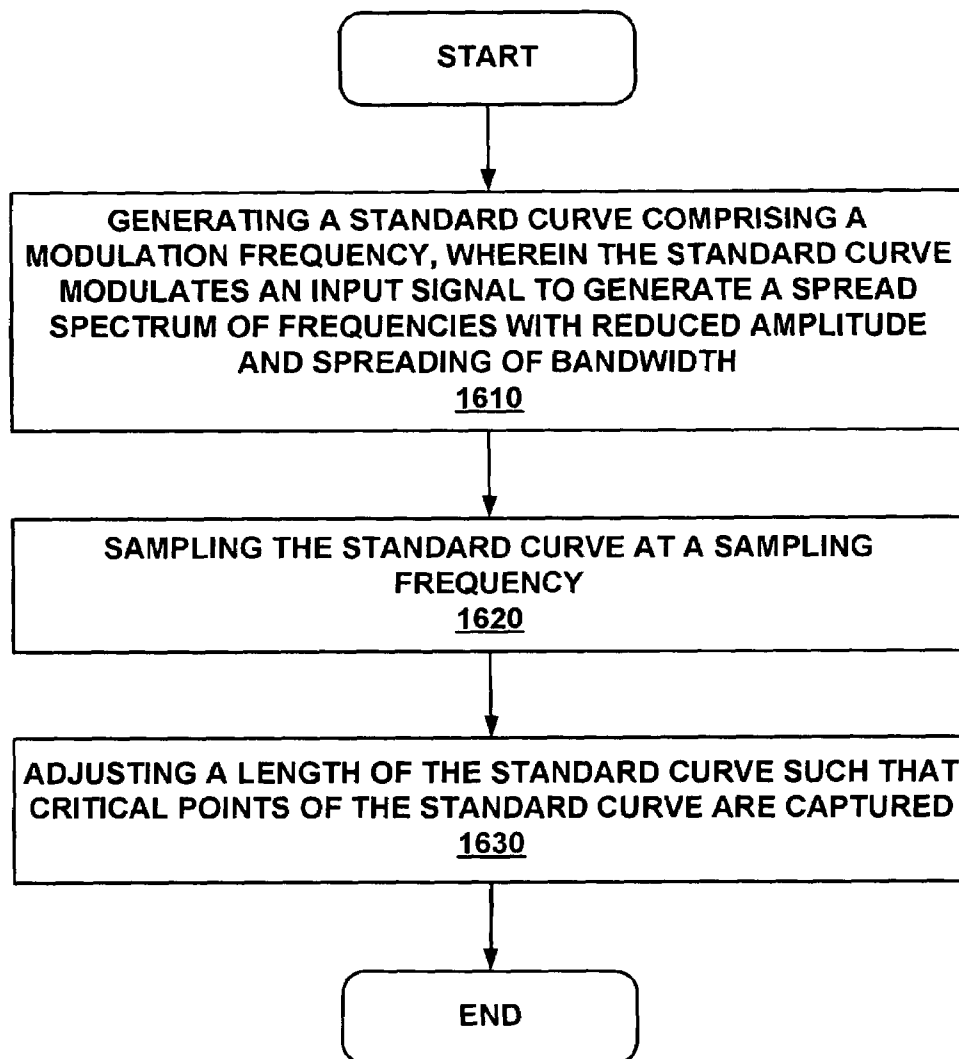 START
GENERATING A STANDARD CURVE COMPRISING A
MODULATION FREQUENCY, WHEREIN THE STANDARD CURVE
MODULATES AN INPUT SIGNAL TO GENERATE A SPREAD
SPECTRUM OF FREQUENCIES WITH REDUCED AMPLITUDE
AND SPREADING OF BANDWIDTH
1610
SAMPLING THE STANDARD CURVE AT A SAMPLING
FREQUENCY
1620
ADJUSTING A LENGTH OF THE STANDARD CURVE SUCH THAT
CRITICAL POINTS OF THE STANDARD CURVE ARE CAPTURED
1630
END